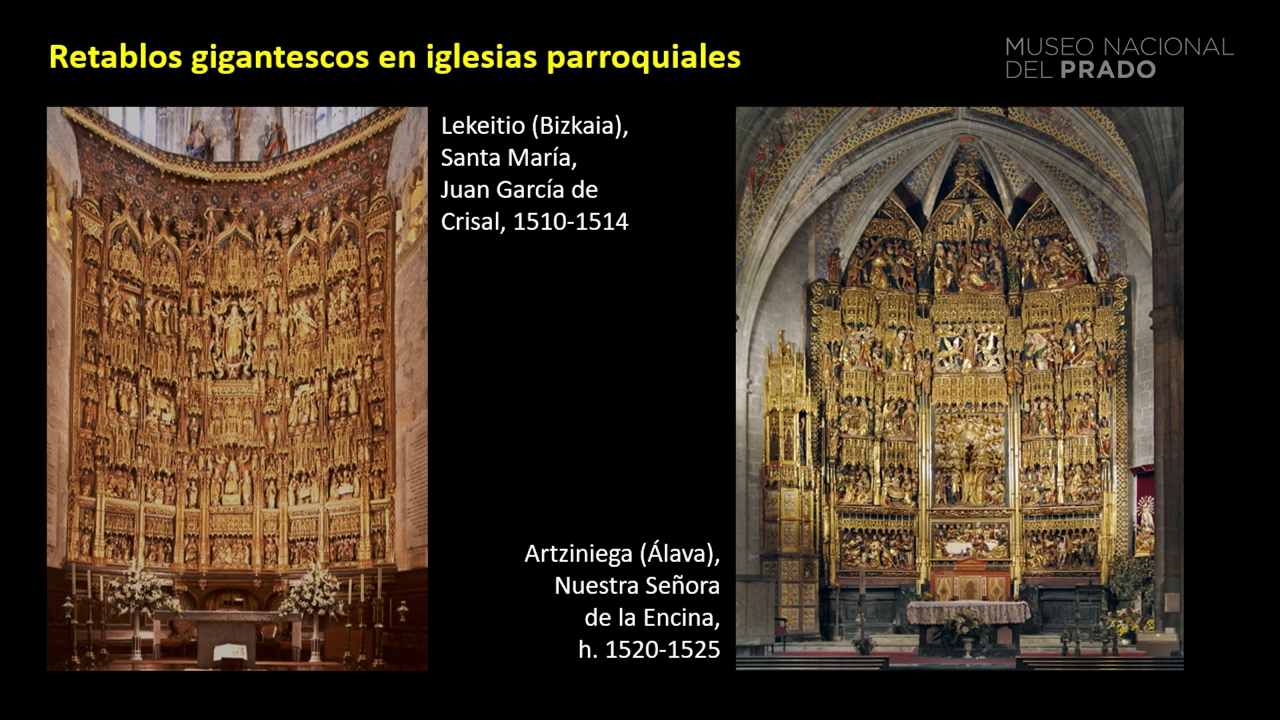 Retablos gigantescos en iglesias parroquiales
MUSEO NACIONAL
DEL PRADO
Lekeitio (Bizkaia),
Santa María,
Juan García de
Crisal, 1510-1514
Artziniega (Álava),
Nuestra Señora
de la Encina,
h. 1520-1525